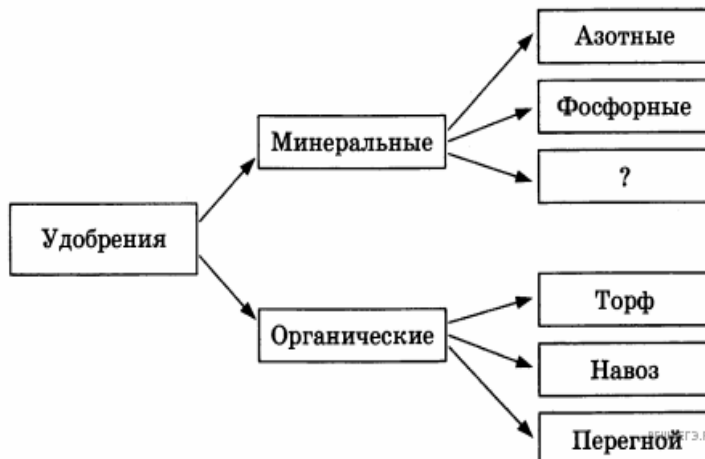 Азотные
Фосфорные
Минеральные
?
Удобрения
Торф
Органические
Навоз
Перегной